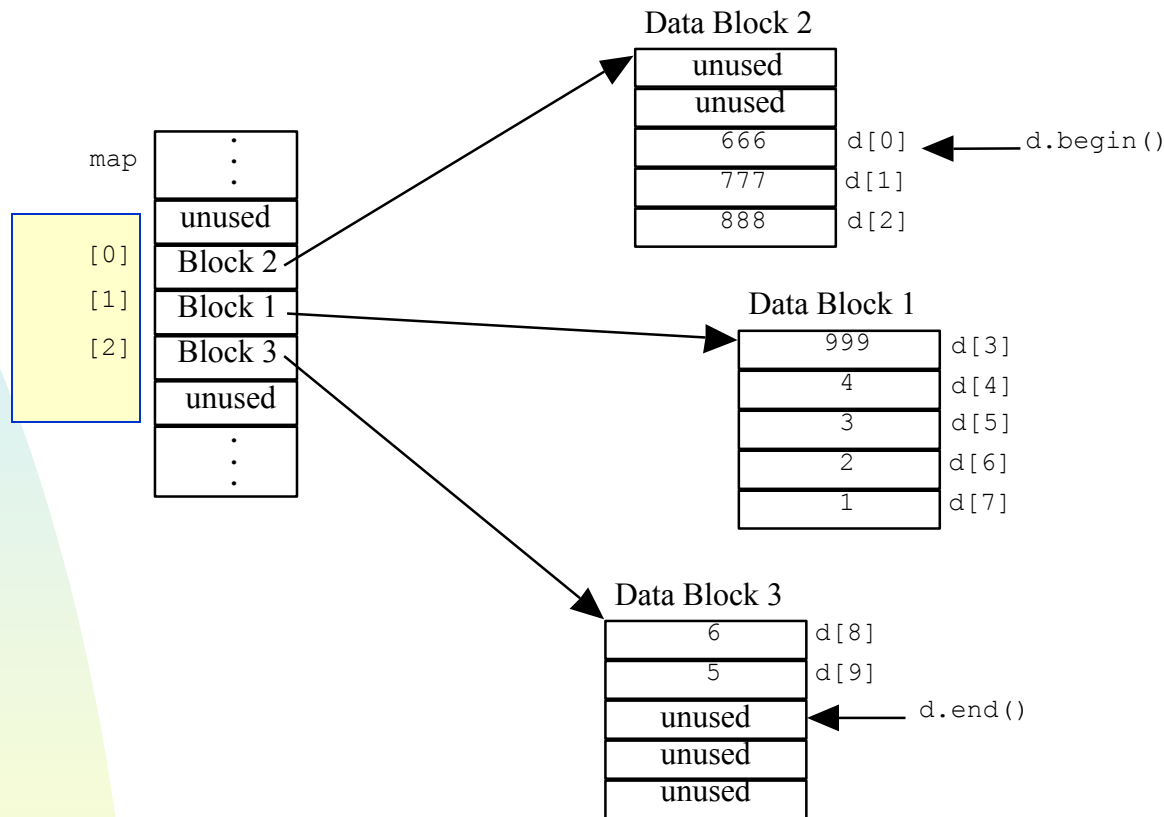 Data Block 2
unused
unused
666 d[0] d.begin()
777 d[1]
888 d[2]
map
.
.
.
unused
[0] Block 2
[1] Block 1
[2] Block 3
unused
.
.
.
Data Block 1
999 d[3]
4 d[4]
3 d[5]
2 d[6]
1 d[7]
Data Block 3
6 d[8]
5 d[9]
unused d.end()
unused
unused